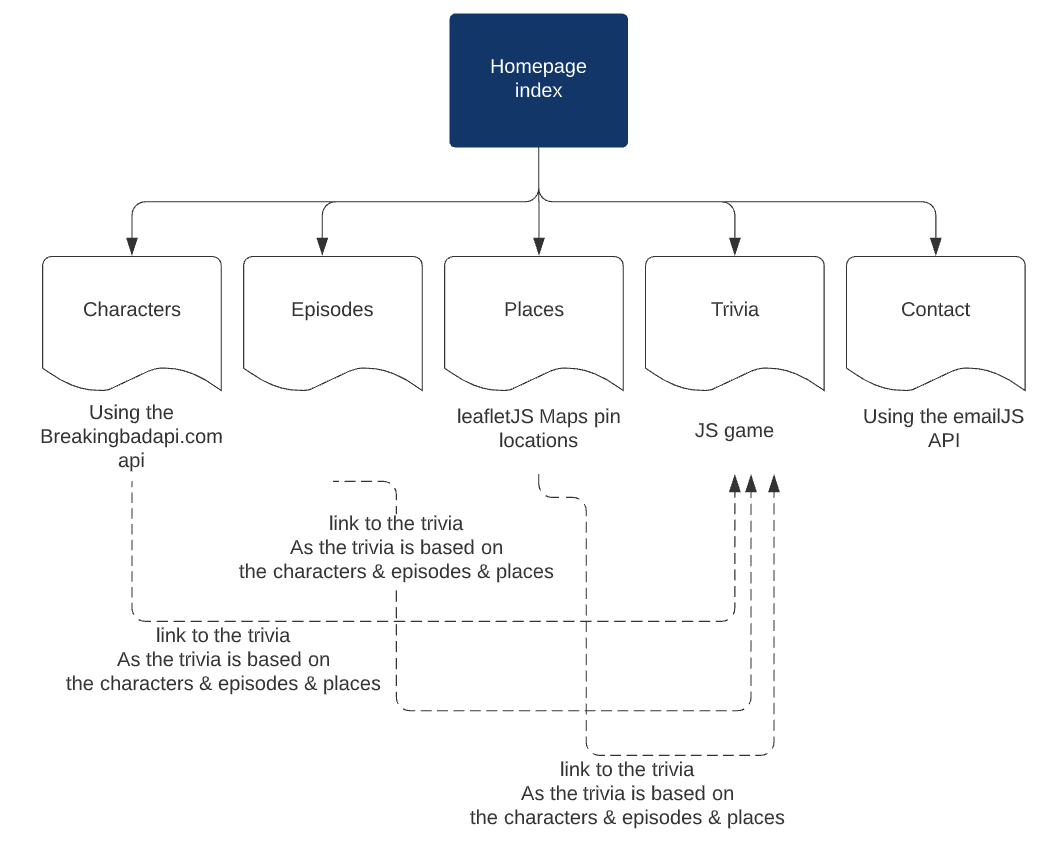 Homepage
index
Characters
Episodes
Places
Trivia
Contact
Using the
Breakingbadapi.com
api
leafletJS Maps pin
locations
JS game
Using the emailJS
API
link to the trivia
As the trivia is based on
the characters & episodes & places
link to the trivia
As the trivia is based on
the characters & episodes & places
link to the trivia
As the trivia is based on
the characters & episodes & places